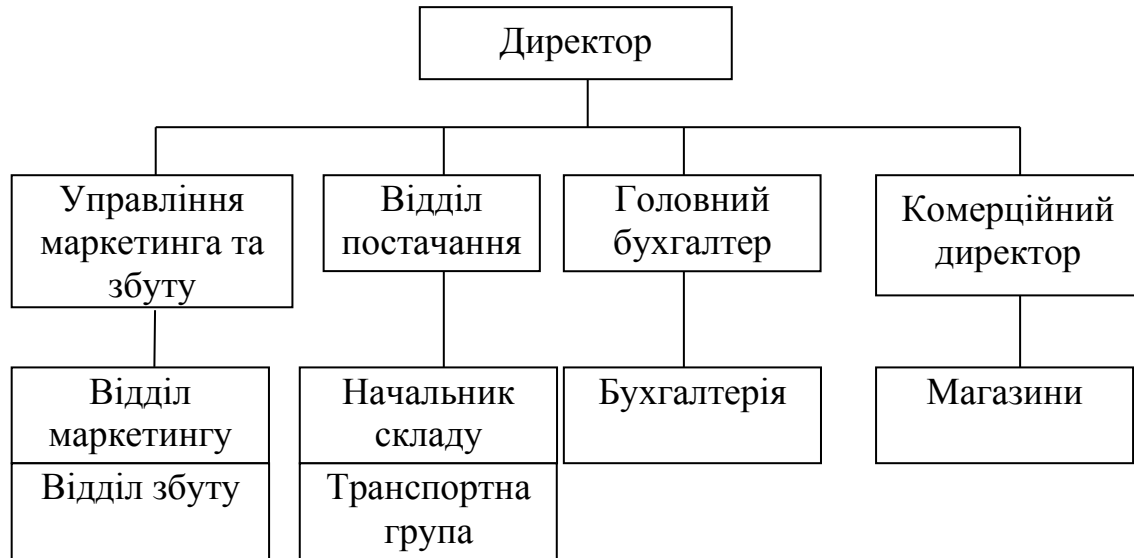 Директор
Управління
маркетинга та
збуту
Відділ
постачання
Головний
бухгалтер
Комерційний
директор
Відділ
маркетингу
Відділ збуту
Начальник
складу
Транспортна
група
Бухгалтерія
Магазини